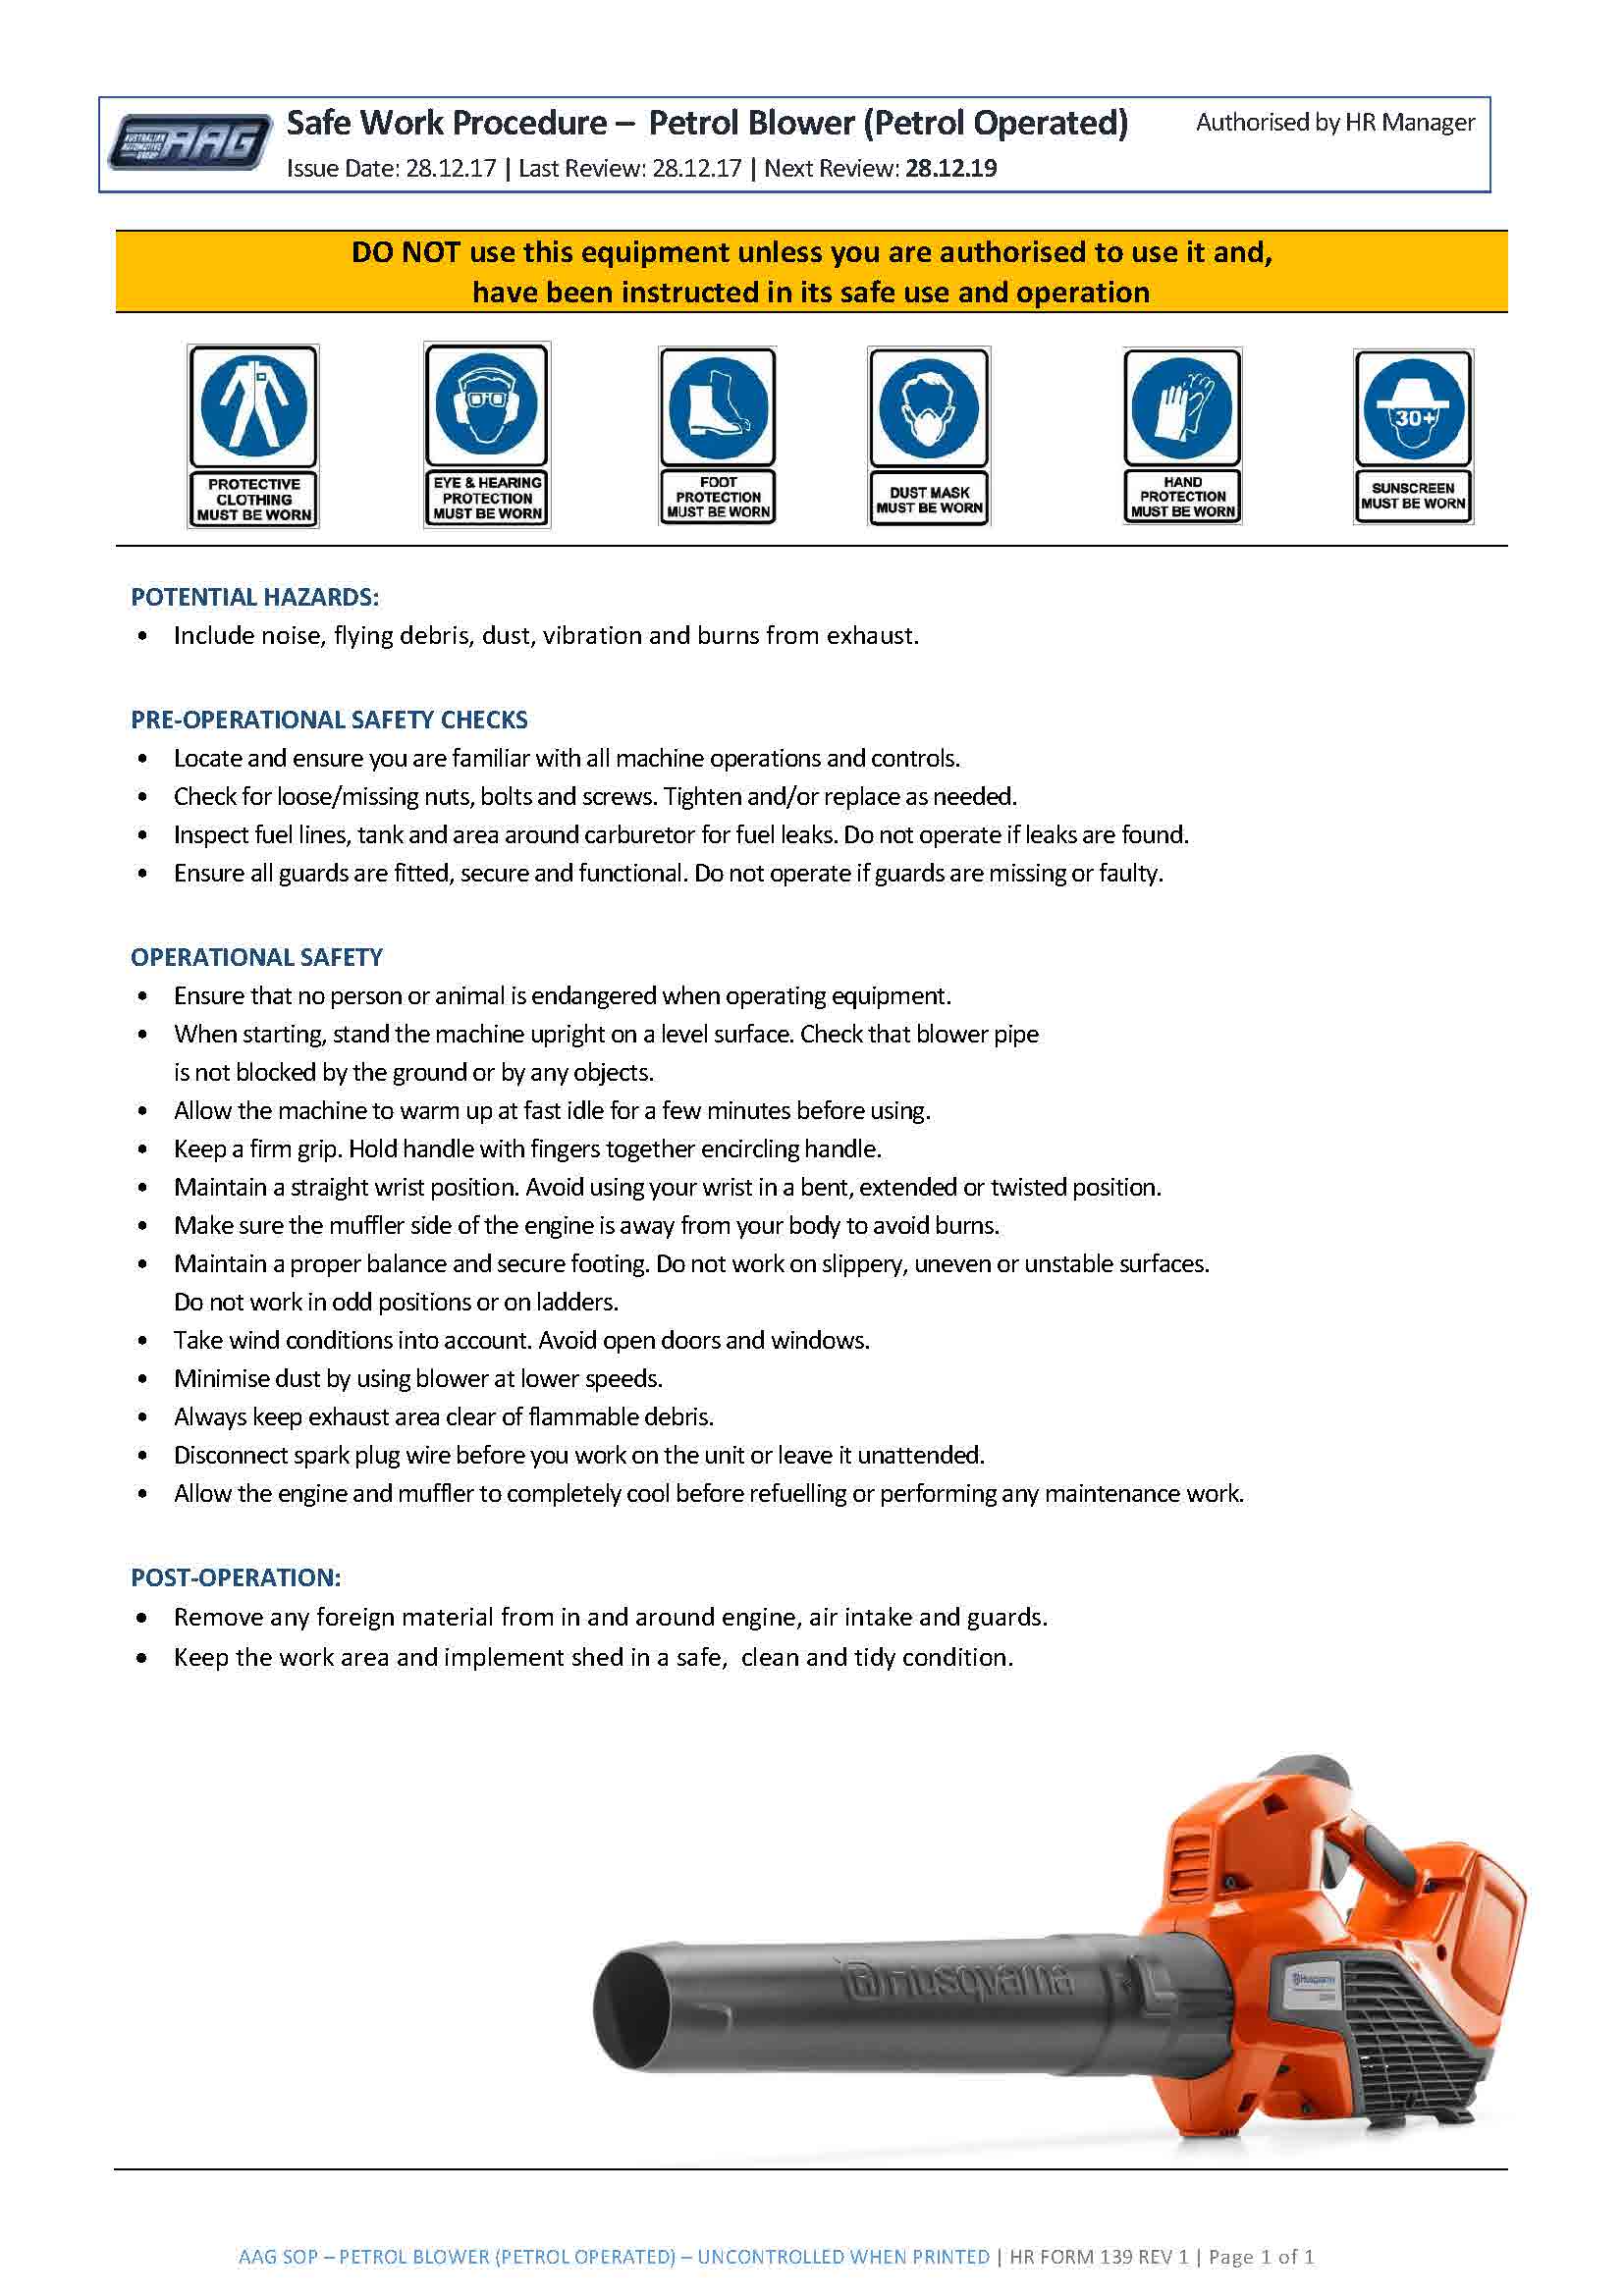 AUSTRALIAN
AUTOMOTIVE
GROUP
AAG
Safe Work Procedure – Petrol Blower (Petrol Operated)
Authorised by HR Manager
Issue Date: 28.12.17 | Last Review: 28.12.17 | Next Review: 28.12.19
DO NOT use this equipment unless you are authorised to use it and,
have been instructed in its safe use and operation
PROTECTIVE
CLOTHING
MUST BE WORN
EYE & HEARING
PROTECTION
MUST BE WORN
FOOT
PROTECTION
MUST BE WORN
DUST MASK
MUST BE WORN
HAND
PROTECTION
MUST BE WORN
30+
SUNSCREEN
MUST BE WORN
POTENTIAL HAZARDS:
• Include noise, flying debris, dust, vibration and burns from exhaust.
PRE-OPERATIONAL SAFETY CHECKS
• Locate and ensure you are familiar with all machine operations and controls.
• Check for loose/missing nuts, bolts and screws. Tighten and/or replace as needed.
• Inspect fuel lines, tank and area around carburetor for fuel leaks. Do not operate if leaks are found.
• Ensure all guards are fitted, secure and functional. Do not operate if guards are missing or faulty.
OPERATIONAL SAFETY
• Ensure that no person or animal is endangered when operating equipment.
• When starting, stand the machine upright on a level surface. Check that blower pipe
is not blocked by the ground or by any objects.
• Allow the machine to warm up at fast idle for a few minutes before using.
• Keep a firm grip. Hold handle with fingers together encircling handle.
• Maintain a straight wrist position. Avoid using your wrist in a bent, extended or twisted position.
• Make sure the muffler side of the engine is away from your body to avoid burns.
• Maintain a proper balance and secure footing. Do not work on slippery, uneven or unstable surfaces.
Do not work in odd positions or on ladders.
• Take wind conditions into account. Avoid open doors and windows.
• Minimise dust by using blower at lower speeds.
• Always keep exhaust area clear of flammable debris.
• Disconnect spark plug wire before you work on the unit or leave it unattended.
• Allow the engine and muffler to completely cool before refuelling or performing any maintenance work.
POST-OPERATION:
• Remove any foreign material from in and around engine, air intake and guards.
• Keep the work area and implement shed in a safe,  clean and tidy condition.
Husqvarna
Husqvarna
AAG SOP – PETROL BLOWER (PETROL OPERATED) – UNCONTROLLED WHEN PRINTED | HR FORM 139 REV 1 | Page 1 of 1